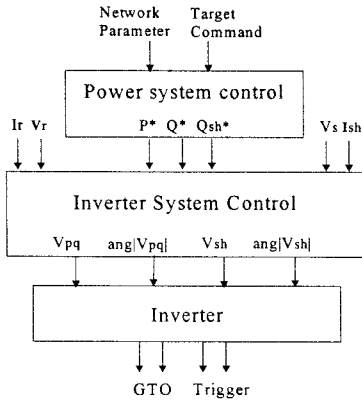 Network Target
Parameter Command
Power system control
Ir Vr P* Q* Qsh* Vs Ish
Inverter System Control
Vpq ang|Vpq| Vsh ang|Vsh|
Inverter
GTO Trigger